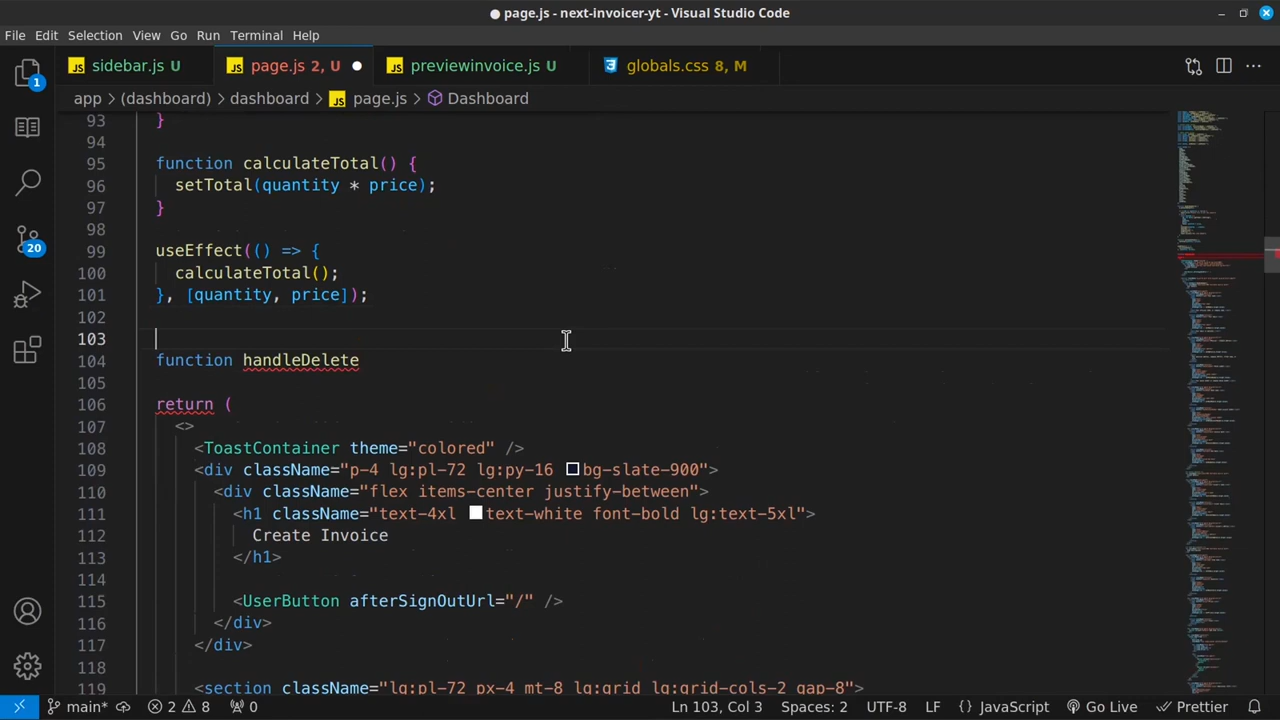 page.js - next-invoicer-yt - Visual Studio Code
File Edit Selection View Go Run Terminal Help
sidebar.js U page.js 2, U previewinvoice.js U globals.css 8, M
app > (dashboard) > dashboard > page.js > Dashboard
93 }
94
95 function calculateTotal() {
96 setTotal(quantity * price);
97 }
98
99 useEffect(() => {
100 calculateTotal();
101 }, [quantity, price]);
102
103
104 function handleDelete
105
106 return (
107 <>
108 <ToastContainer theme="colored" />
109 <div className="p-4 lg:pl-72 lg:pt-16 bg-slate-900">
110 <div className="flex items-center justify-between">
111 <h1 className="text-4xl text-white font-bold lg:text-5xl">
112 Create Invoice
113 </h1>
114
115 <UserButton afterSignOutUrl="/" />
116 </div>
117 </div>
118
119 <section className="lg:pl-72 px-4 pt-8 lg:grid lg:grid-cols-2 gap-8">
1
20
main* 2 8 0 Ln 103, Col 3 Spaces: 2 UTF-8 LF {} JavaScript Go Live Prettier